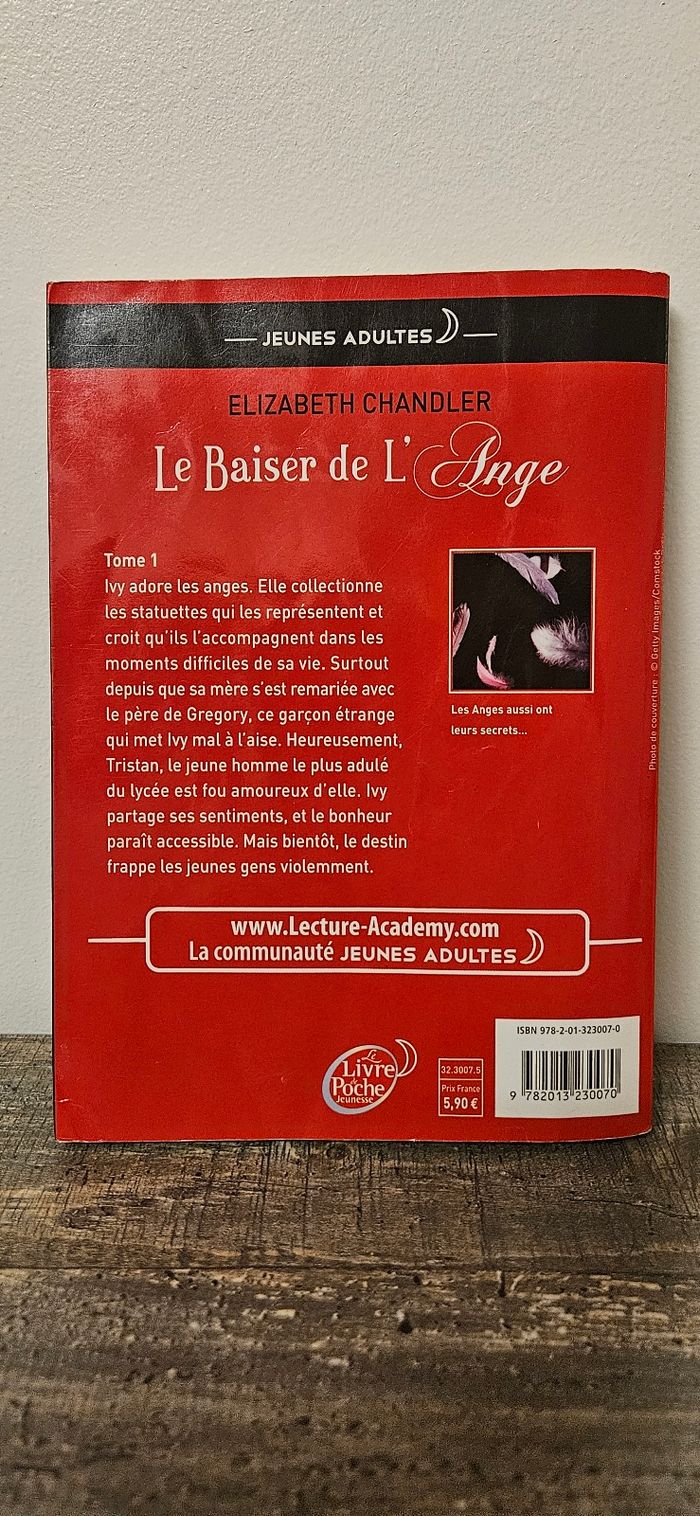 JEUNES ADULTES
ELIZABETH CHANDLER
Le Baiser de L'Ange
Tome 1
Ivy adore les anges. Elle collectionne
les statuettes qui les représentent et
croit qu'ils l'accompagnent dans les
moments difficiles de sa vie. Surtout
depuis que sa mère s'est remariée avec
le père de Gregory, ce garçon étrange
qui met Ivy mal à l'aise. Heureusement,
Tristan, le jeune homme le plus adulé
du lycée est fou amoureux d'elle. Ivy
partage ses sentiments, et le bonheur
paraît accessible. Mais bientôt, le destin
frappe les jeunes gens violemment.
Les Anges aussi ont
leurs secrets...
Photo de couverture : © Getty Images/Comstock
www.Lecture-Academy.com
La communauté JEUNES ADULTES
Le
Livre
de
Poche
Jeunesse
32.3007.5
Prix France
5,90 €
ISBN 978-2-01-323007-0
9 782013 230070